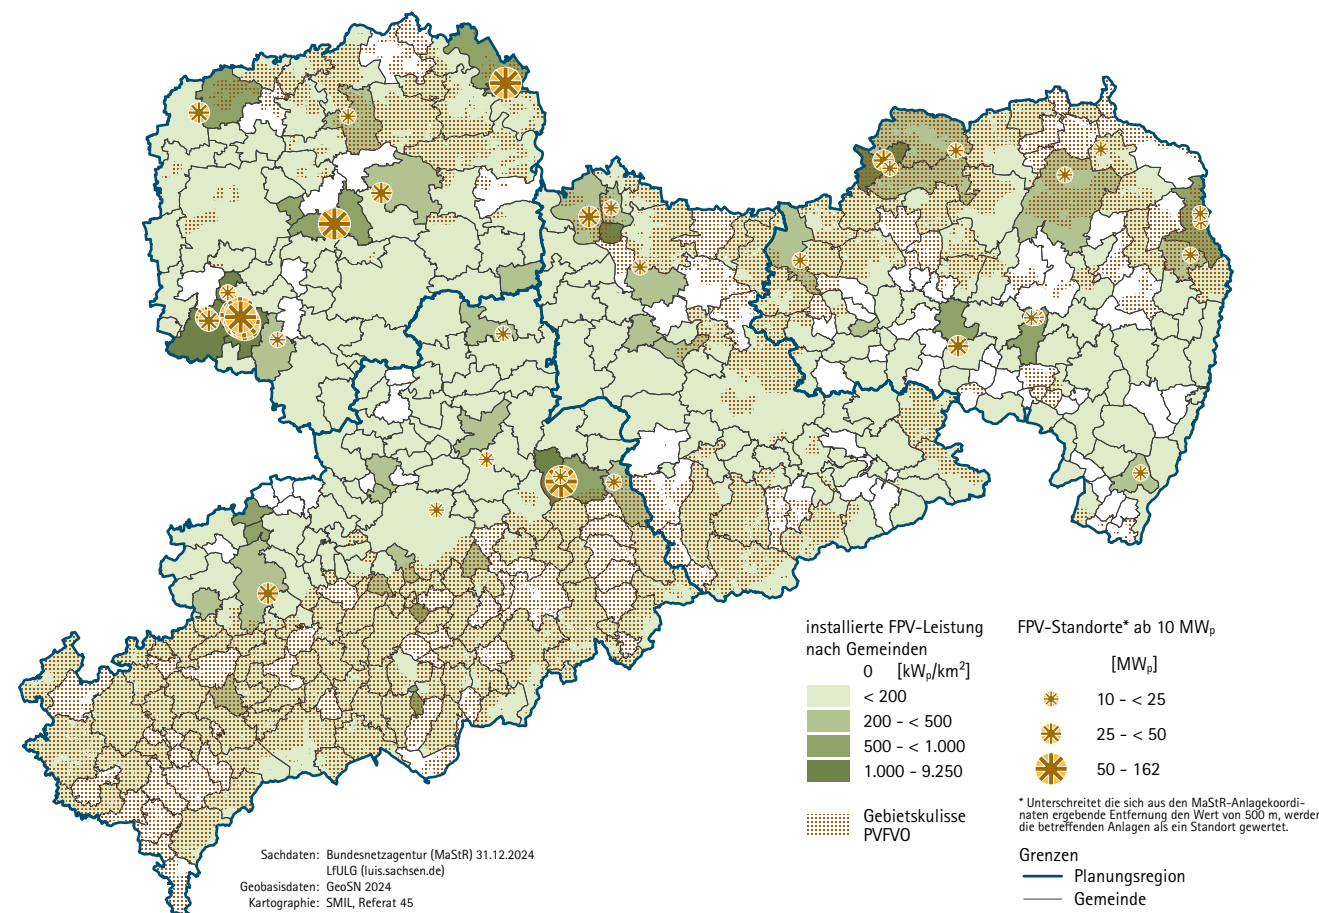 installierte FPV-Leistung
nach Gemeinden
0 [kWp/km²]
< 200
200 - < 500
500 - < 1.000
1.000 - 9.250
Gebietskulisse
PVFVO
FPV-Standorte* ab 10 MWp
[MWp]
10 - < 25
25 - < 50
50 - 162
* Unterschreitet die sich aus den MaStR-Anlagekoordi-
naten ergebende Entfernung den Wert von 500 m, werden
die betreffenden Anlagen als ein Standort gewertet.
Grenzen
Planungsregion
Gemeinde
Sachdaten: Bundesnetzagentur (MaStR) 31.12.2024
LfULG (luis.sachsen.de)
Geobasisdaten: GeoSN 2024
Kartographie: SMIL, Referat 45